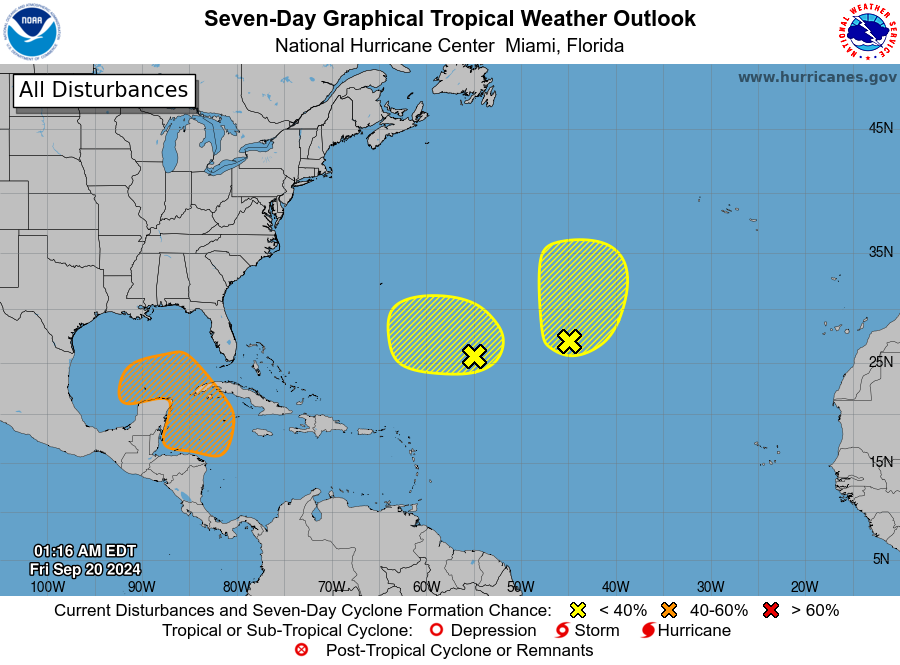 Seven-Day Graphical Tropical Weather Outlook
National Hurricane Center Miami, Florida
NOAA
NATIONAL WEATHER SERVICE
www.hurricanes.gov
All Disturbances
45N
35N
25N
15N
5N
01:16 AM EDT
Fri Sep 20 2024
100W 90W 80W 70W 60W 50W 40W 30W 20W
Current Disturbances and Seven-Day Cyclone Formation Chance: < 40% 40-60% > 60%
Tropical or Sub-Tropical Cyclone: Depression Storm Hurricane
Post-Tropical Cyclone or Remnants